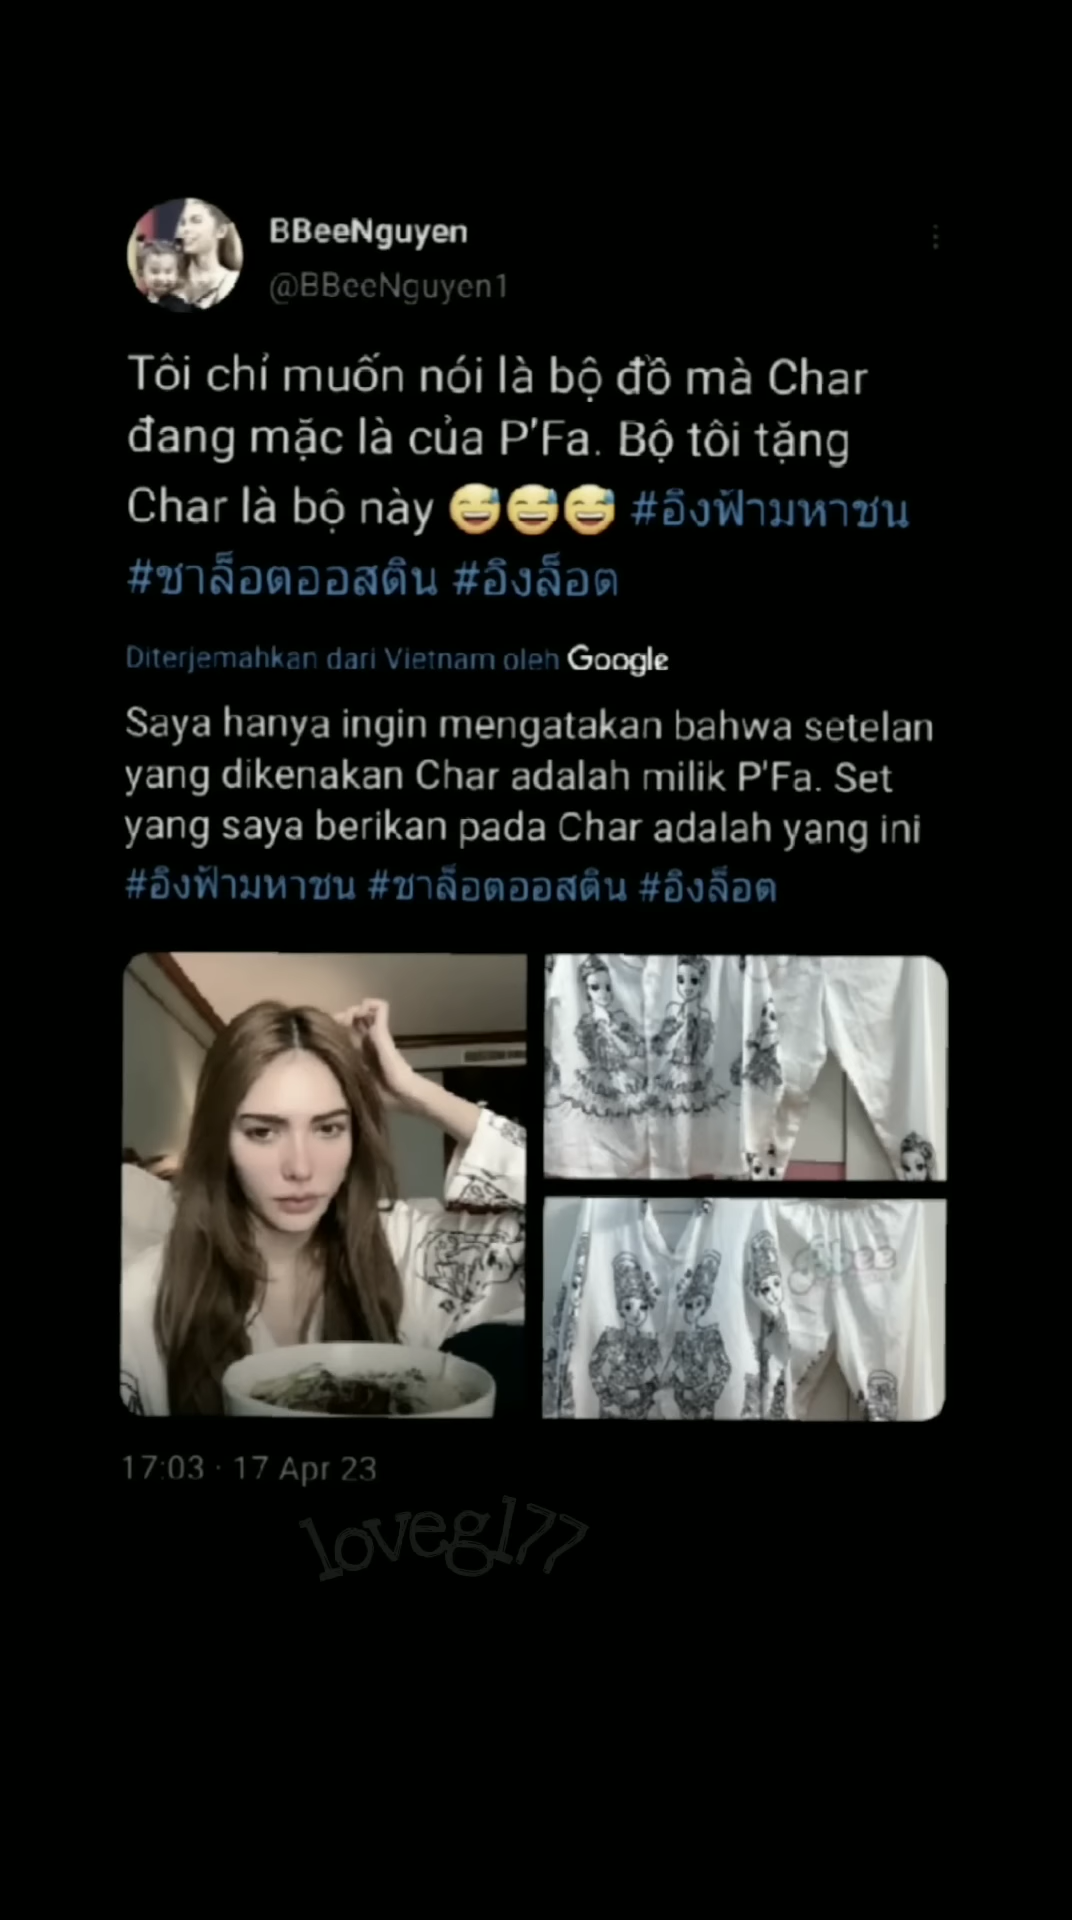 BBeeNguyen
@BBeeNguyen1
Tôi chỉ muốn nói là bộ đồ mà Char
đang mặc là của P'Fa. Bộ tôi tặng
Char là bộ này 😅😅😅 #อิงฟ้ามหาชน
#ชาล็อตออสติน #อิงล็อต
Diterjemahkan dari Vietnam oleh Google
Saya hanya ingin mengatakan bahwa setelan
yang dikenakan Char adalah milik P'Fa. Set
yang saya berikan pada Char adalah yang ini
#อิงฟ้ามหาชน #ชาล็อตออสติน #อิงล็อต
17:03 · 17 Apr 23
lovegl77